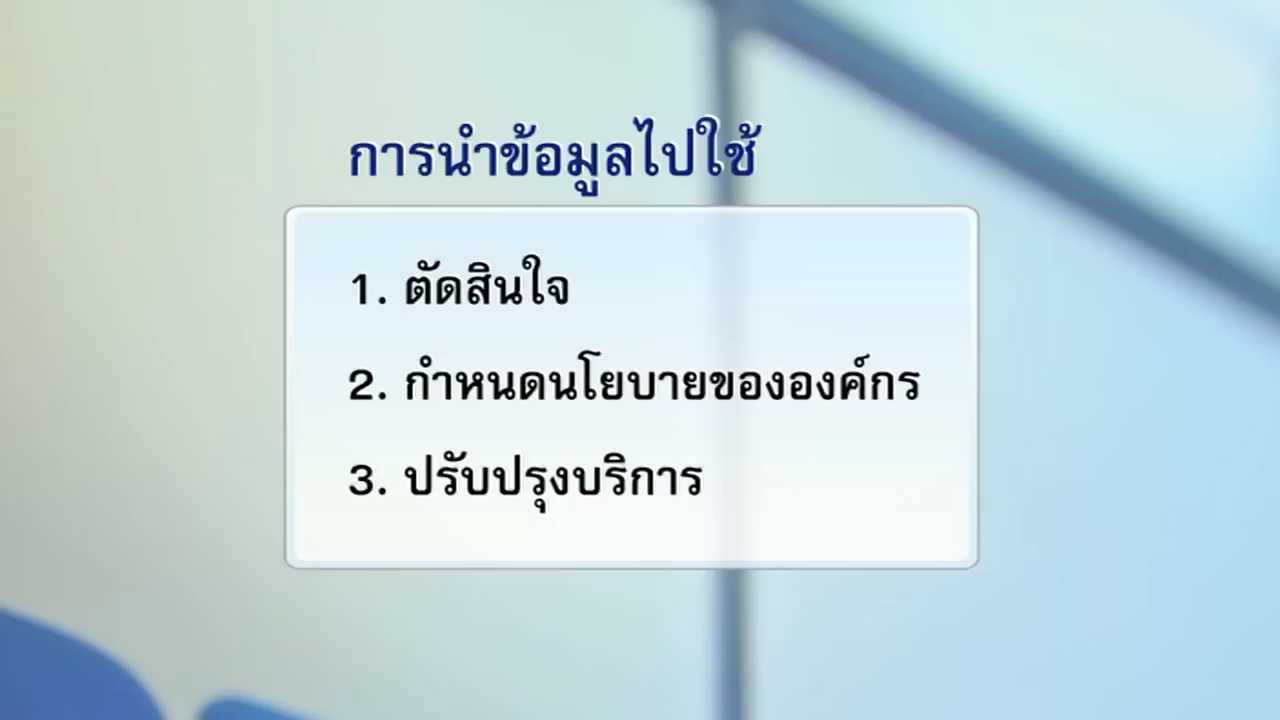 การนำข้อมูลไปใช้
1. ตัดสินใจ
2. กำหนดนโยบายขององค์กร
3. ปรับปรุงบริการ